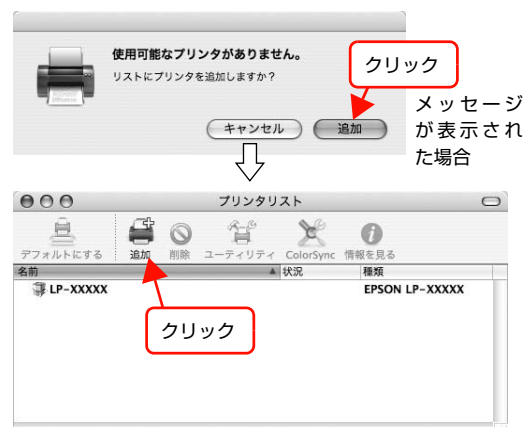 使用可能なプリンタがありません。
リストにプリンタを追加しますか？
クリック
キャンセル
追加
メッセージ
が表示され
た場合
プリンタリスト
デフォルトにする
追加
削除
ユーティリティ
ColorSync
情報を見る
名前
状況
種類
LP-XXXXX
EPSON LP-XXXXX
クリック